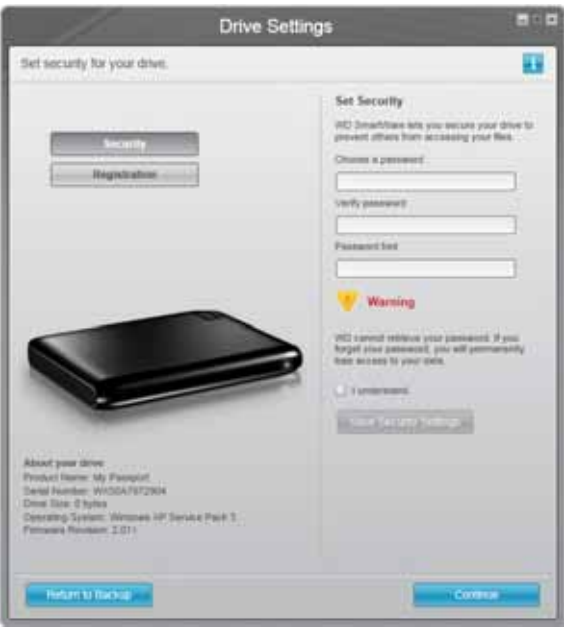 Drive Settings
Set security for your drive.
Security
Registration
Set Security
WD SmartWare lets you secure your drive to
prevent others from accessing your files.
Choose a password
Verify password
Password hint
Warning
WD cannot retrieve your password. If you
forget your password, you will permanently
lose access to your data.
I understand.
Save Security Settings
About your drive
Product Name: My Passport
Serial Number:
Drive Size: 0 bytes
Operating System: Windows XP Service Pack 3
Firmware Revision:
Return to Backup
Continue